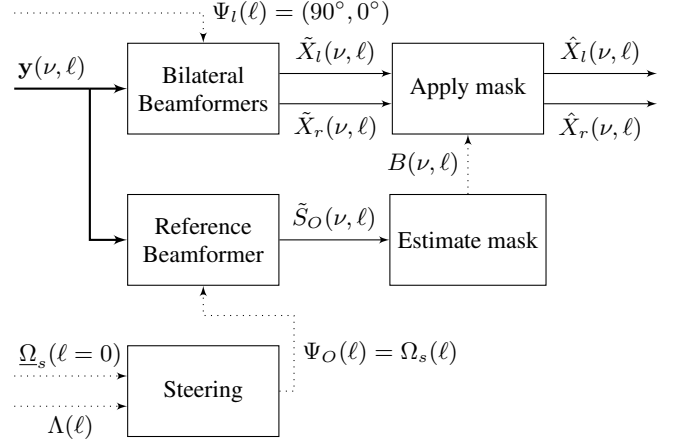 Ψ_l(ℓ) = (90°, 0°)
y(ν, ℓ)
Bilateral
Beamformers
X̃_l(ν, ℓ)
X̃_r(ν, ℓ)
Apply mask
X̂_l(ν, ℓ)
X̂_r(ν, ℓ)
B(ν, ℓ)
Reference
Beamformer
S̃_O(ν, ℓ)
Estimate mask
Ω̲_s(ℓ = 0)
Λ(ℓ)
Steering
Ψ_O(ℓ) = Ω_s(ℓ)